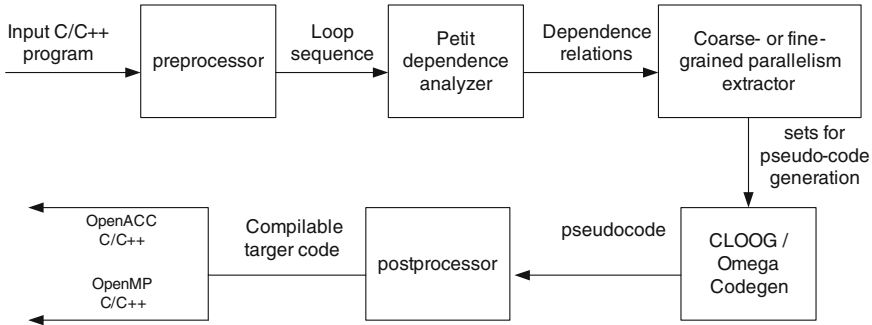 Input C/C++
program
preprocessor
Loop
sequence
Petit
dependence
analyzer
Dependence
relations
Coarse- or fine-
grained parallelism
extractor
sets for
pseudo-code
generation
CLOOG /
Omega
Codegen
pseudocode
postprocessor
Compilable
targer code
OpenACC
C/C++
OpenMP
C/C++